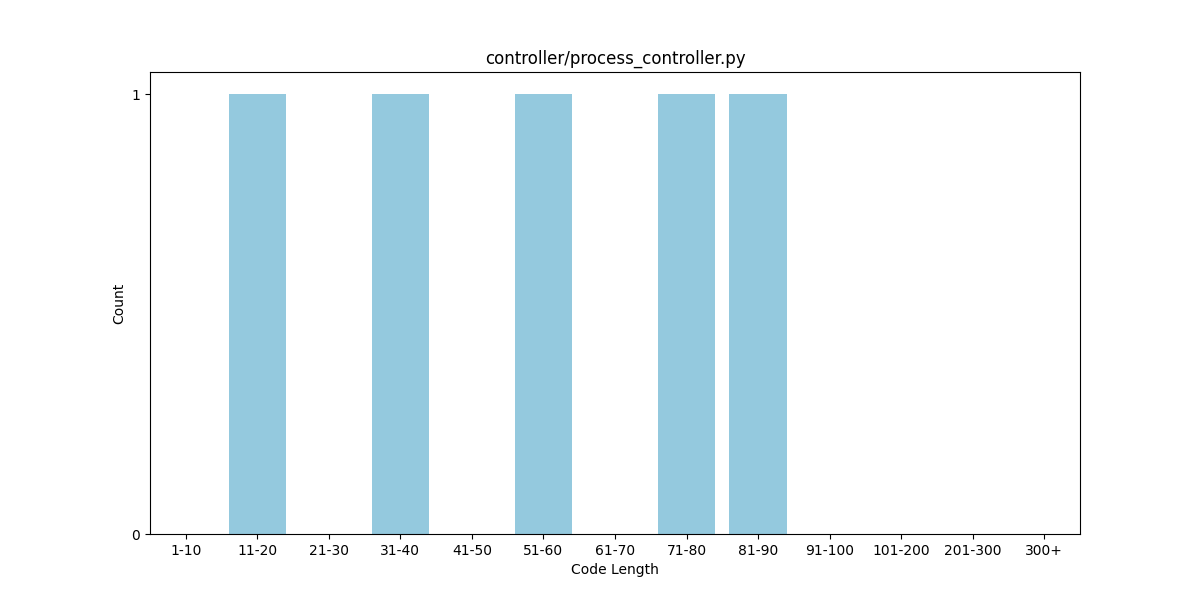 controller/process_controller.py
1
0
Count
1-10 11-20 21-30 31-40 41-50 51-60 61-70 71-80 81-90 91-100 101-200 201-300 300+
Code Length